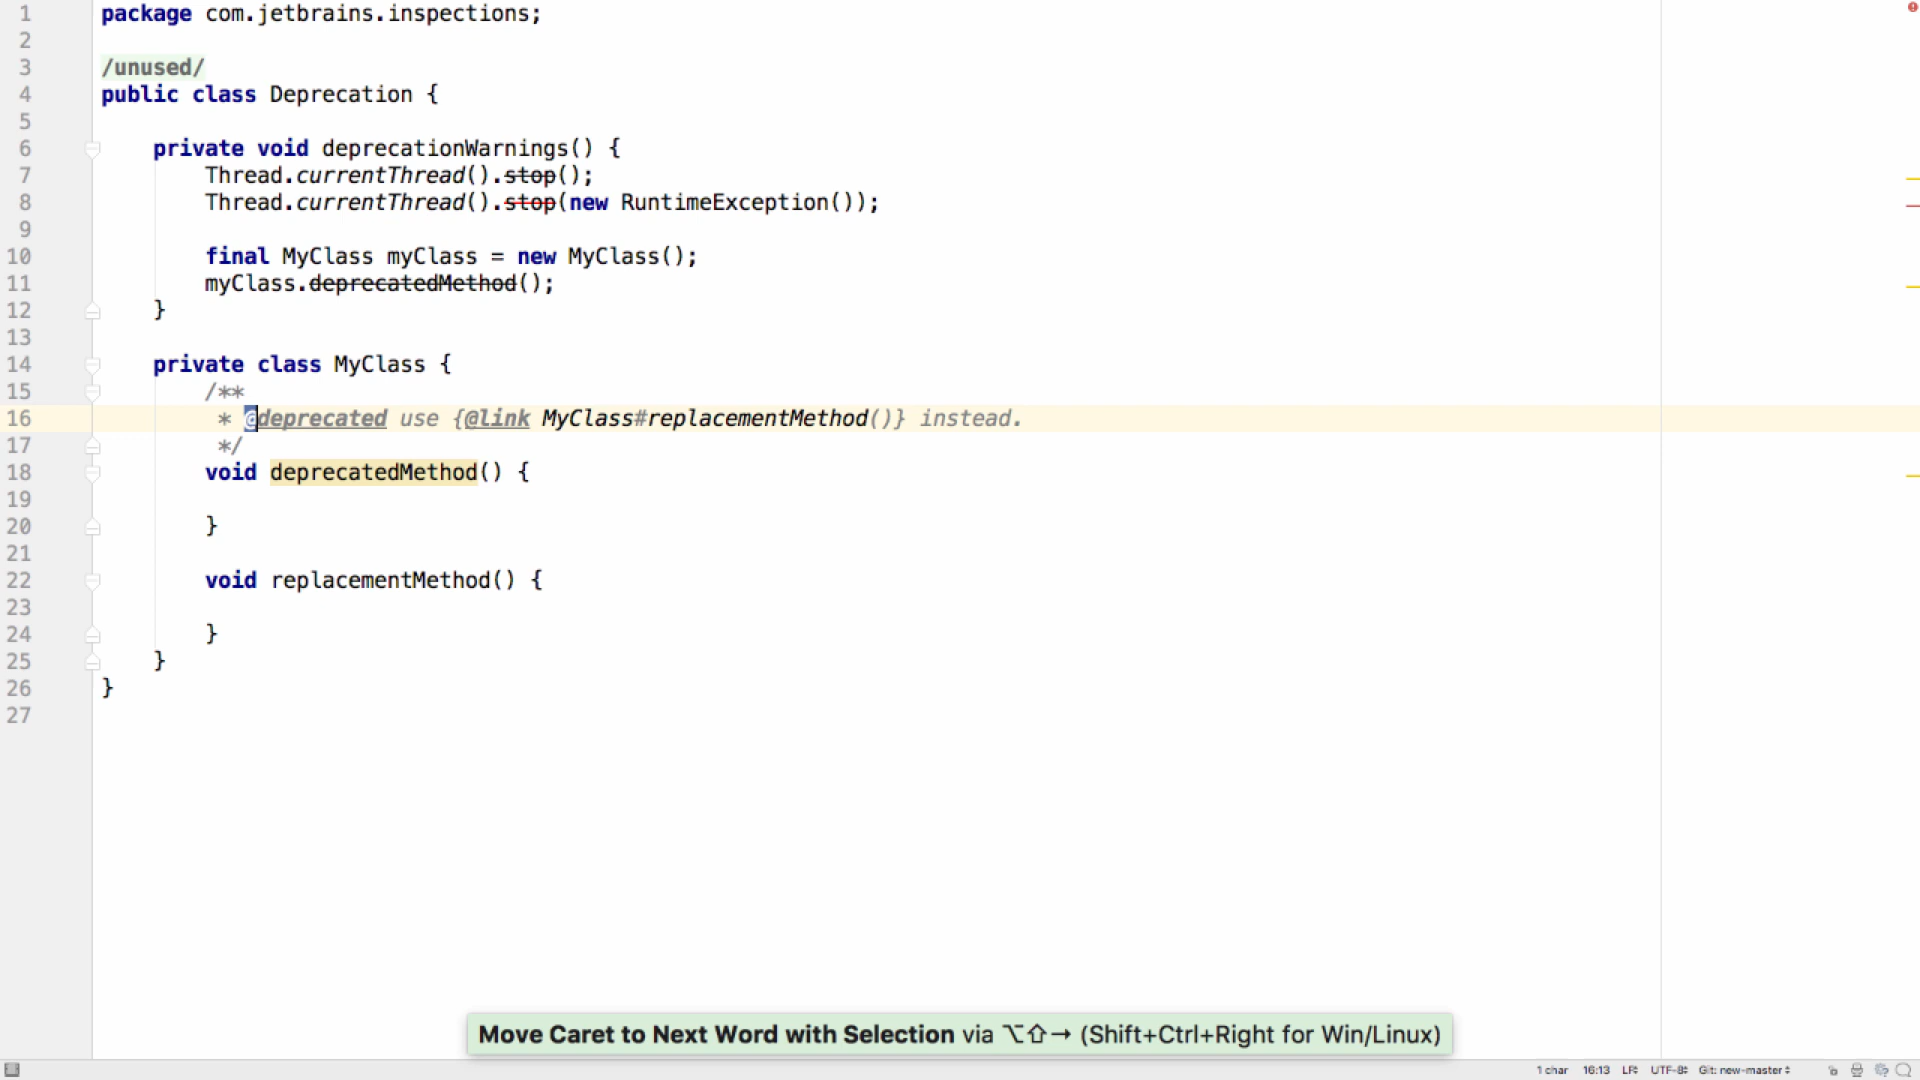 1 package com.jetbrains.inspections;
2
3 /unused/
4 public class Deprecation {
5
6 private void deprecationWarnings() {
7 Thread.currentThread().stop();
8 Thread.currentThread().stop(new RuntimeException());
9
10 final MyClass myClass = new MyClass();
11 myClass.deprecatedMethod();
12 }
13
14 private class MyClass {
15 /**
16 * @deprecated use {@link MyClass#replacementMethod()} instead.
17 */
18 void deprecatedMethod() {
19
20 }
21
22 void replacementMethod() {
23
24 }
25 }
26 }
27
Move Caret to Next Word with Selection via ⌥⇧→ (Shift+Ctrl+Right for Win/Linux)
1 char 16:13 LF UTF-8 Git: new-master